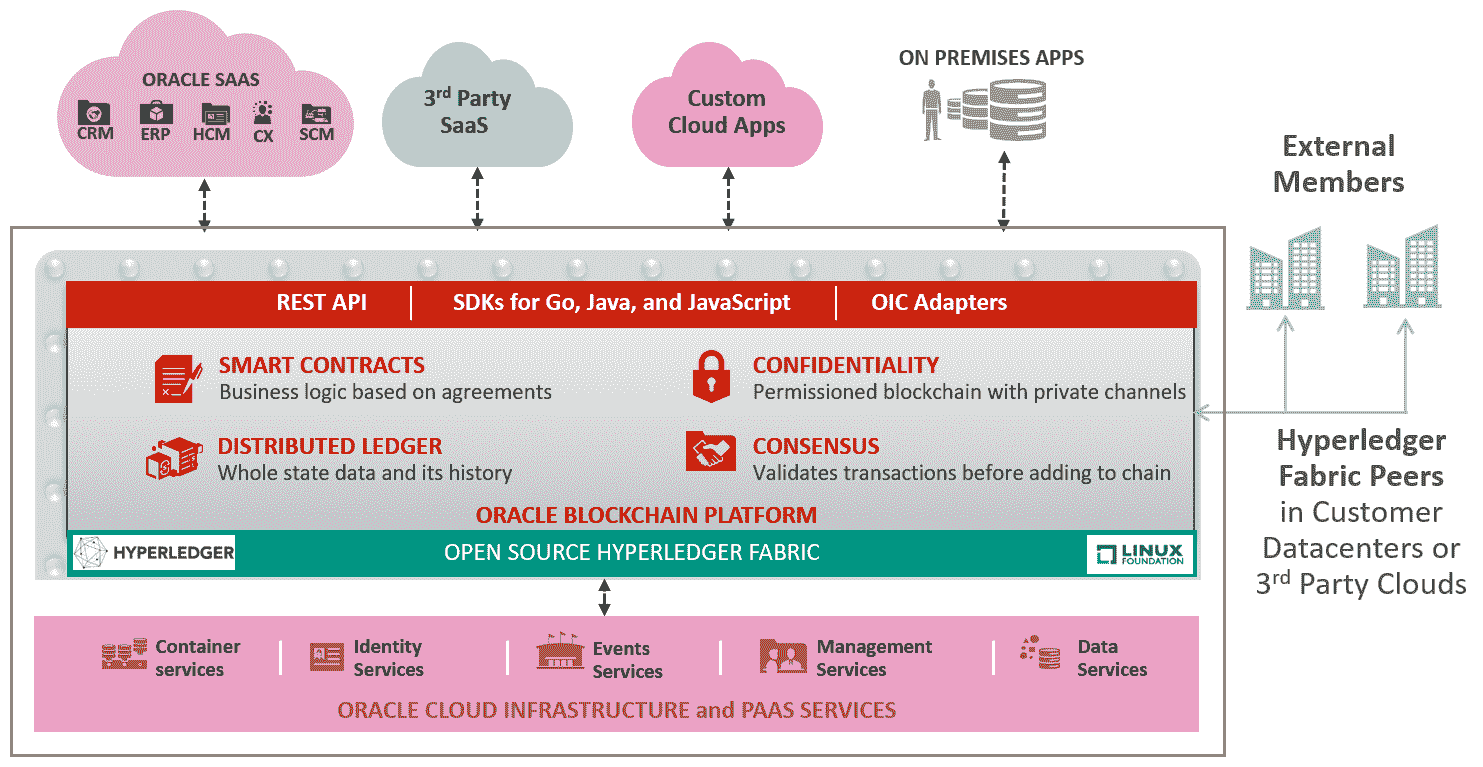 ORACLE SAAS
CRM
ERP
HCM
CX
SCM
3rd Party
SaaS
Custom
Cloud Apps
ON PREMISES APPS
External
Members
REST API
SDKs for Go, Java, and JavaScript
OIC Adapters
SMART CONTRACTS
Business logic based on agreements
CONFIDENTIALITY
Permissioned blockchain with private channels
DISTRIBUTED LEDGER
Whole state data and its history
CONSENSUS
Validates transactions before adding to chain
ORACLE BLOCKCHAIN PLATFORM
HYPERLEDGER
OPEN SOURCE HYPERLEDGER FABRIC
LINUX
FOUNDATION
Hyperledger
Fabric Peers
in Customer
Datacenters or
3rd Party Clouds
Container
services
Identity
Services
Events
Services
Management
Services
Data
Services
ORACLE CLOUD INFRASTRUCTURE and PAAS SERVICES